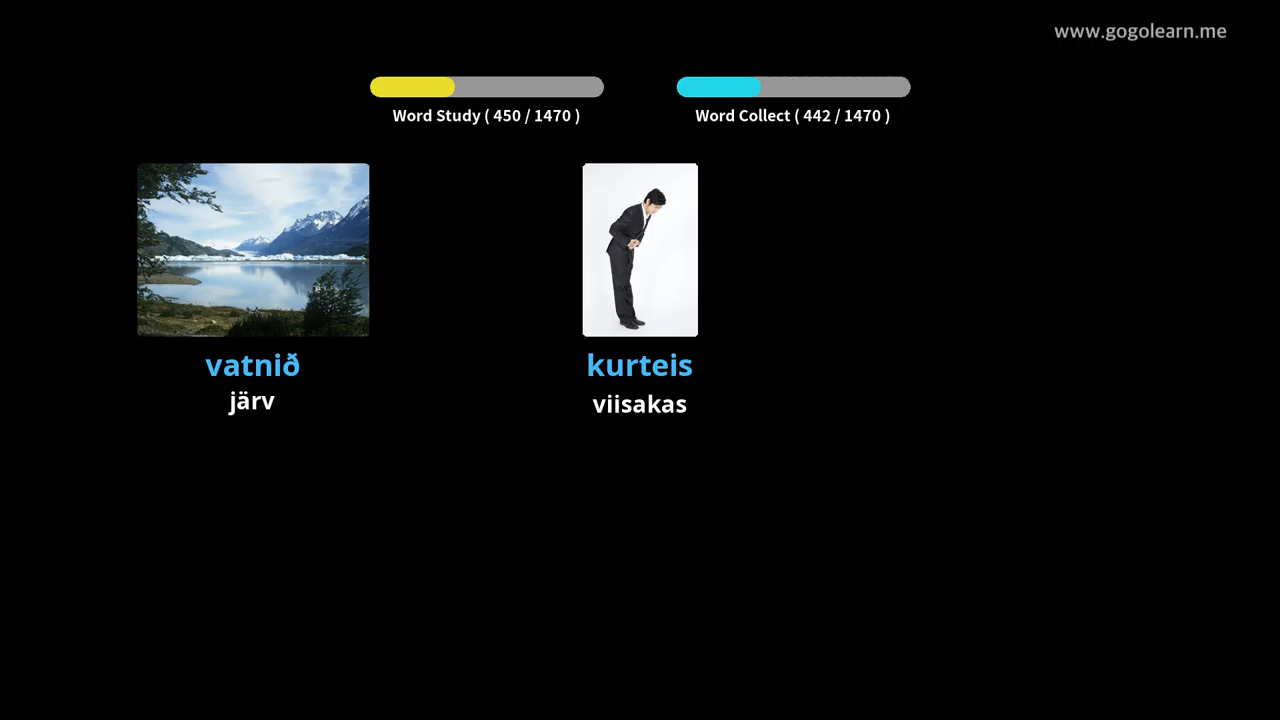 www.gogolearn.me
Word Study ( 450 / 1470 )
Word Collect ( 442 / 1470 )
vatnið
järv
kurteis
viisakas